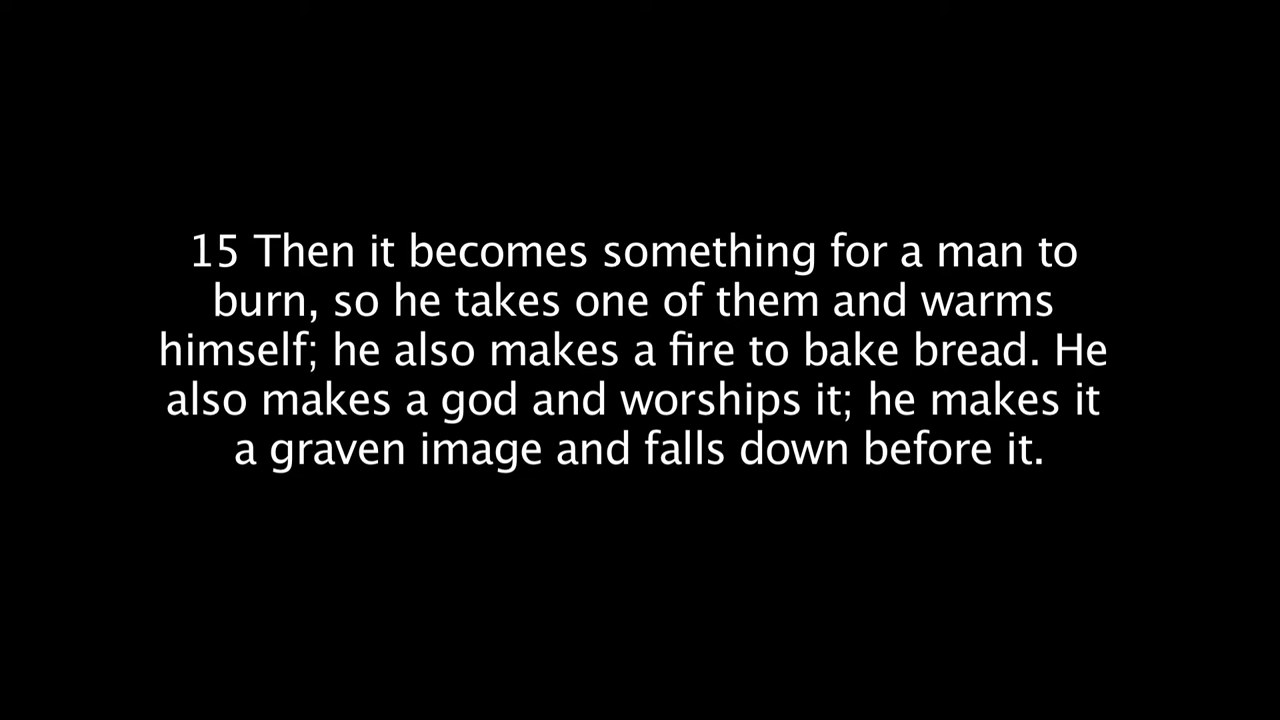 15 Then it becomes something for a man to
burn, so he takes one of them and warms
himself; he also makes a fire to bake bread. He
also makes a god and worships it; he makes it
a graven image and falls down before it.